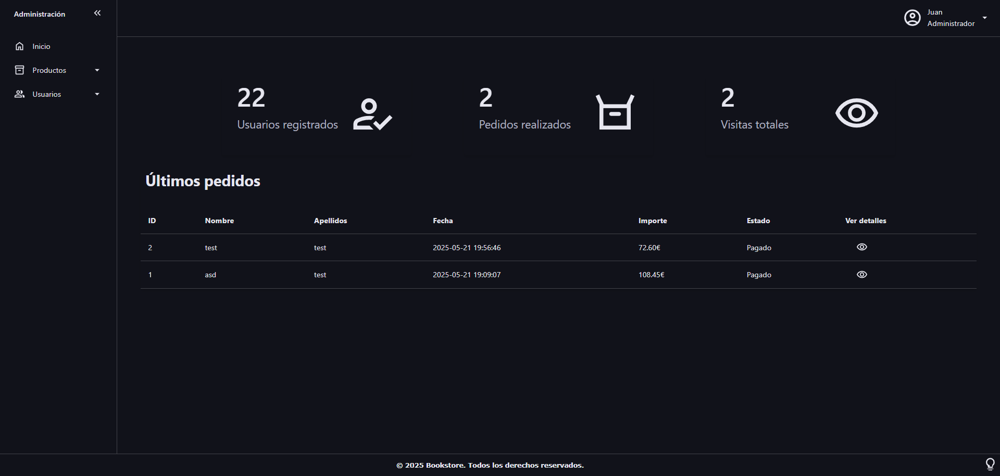 Administración
Juan
Administrador
Inicio
Productos
Usuarios
22
Usuarios registrados
2
Pedidos realizados
2
Visitas totales
Últimos pedidos
ID Nombre Apellidos Fecha Importe Estado Ver detalles
2 test test 2025-05-21 19:56:46 72.60€ Pagado
1 asd test 2025-05-21 19:09:07 108.45€ Pagado
© 2025 Bookstore. Todos los derechos reservados.